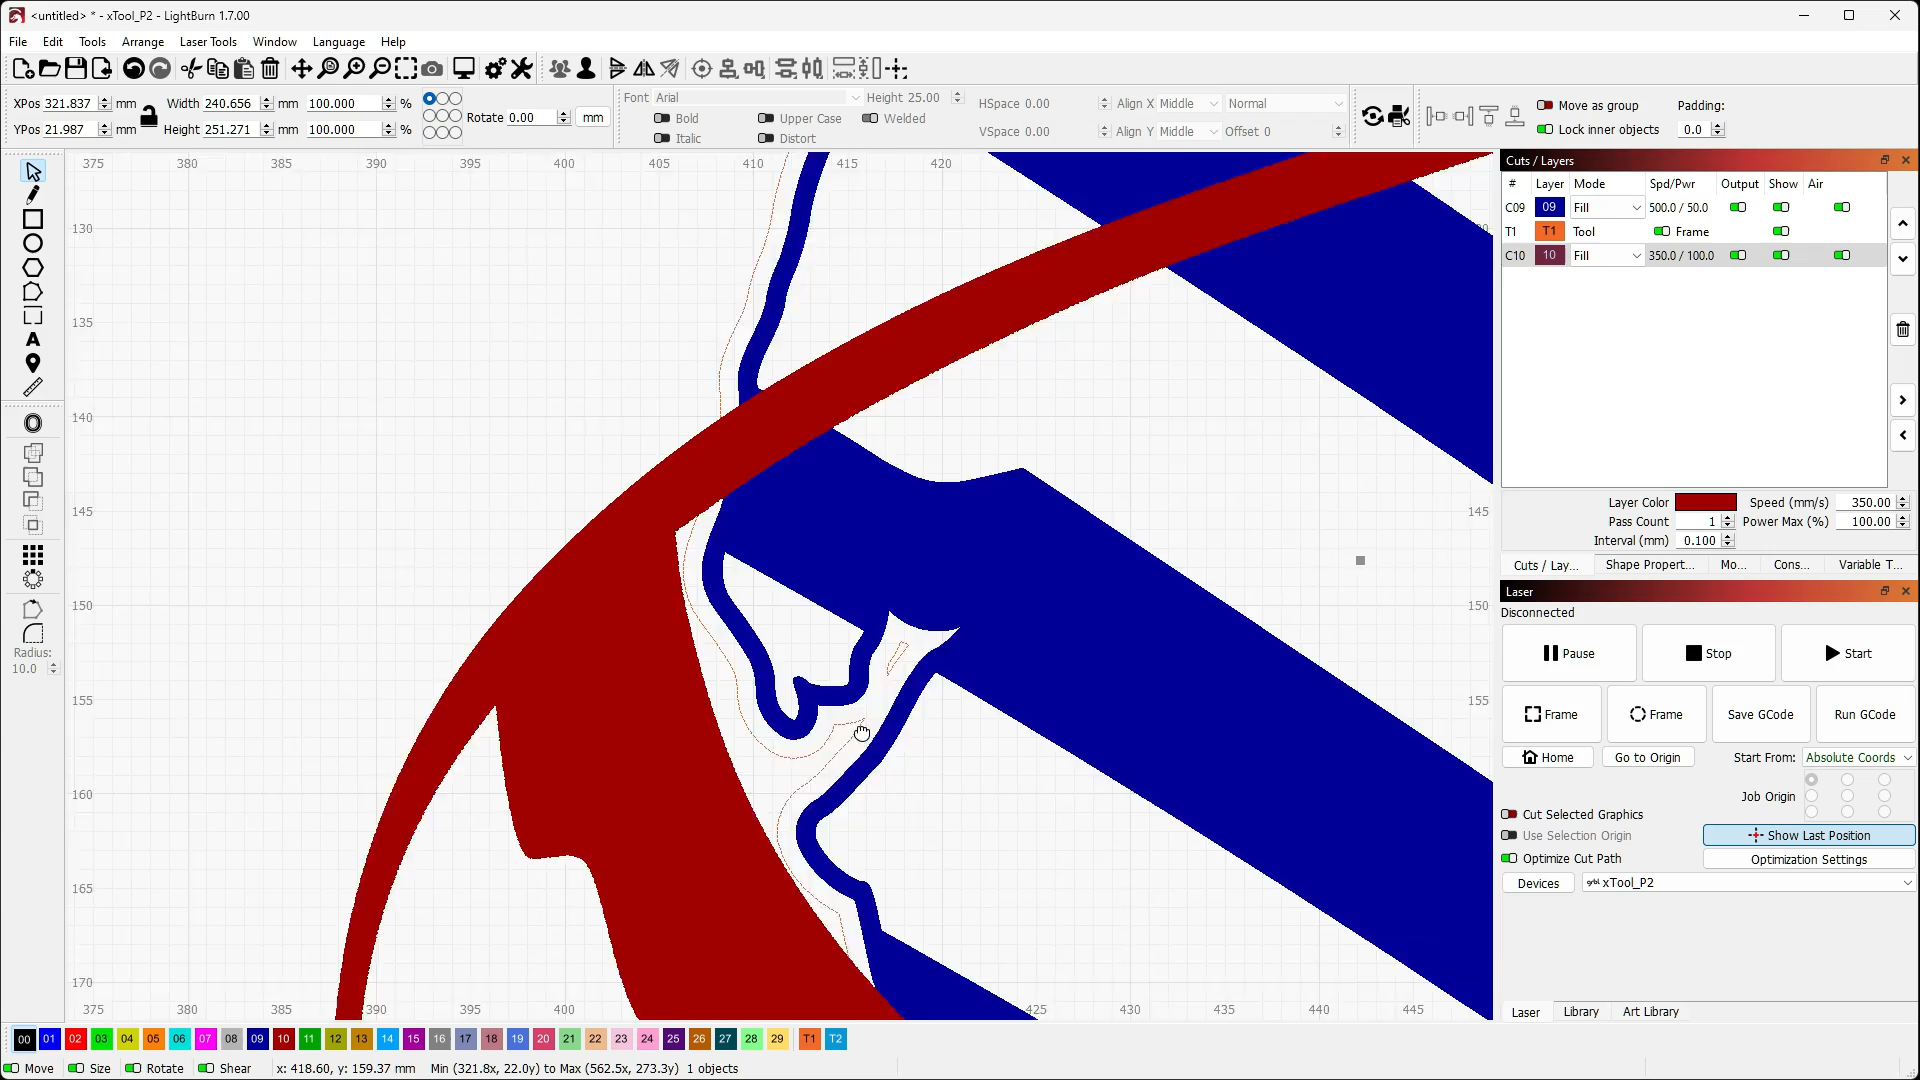 <untitled> * - xTool_P2 - LightBurn 1.7.00
File Edit Tools Arrange Laser Tools Window Language Help
XPos 321.837 mm Width 240.656 mm 100.000 % Rotate 0.00 mm
YPos 21.987 mm Height 251.271 mm 100.000 %
Font Arial Height 25.00 HSpace 0.00 Align X Middle Normal
Bold Upper Case Welded
Italic Distort VSpace 0.00 Align Y Middle Offset 0
Move as group Padding:
Lock inner objects 0.0
375 380 385 390 395 400 405 410 415 420
130
135
140
145 145
150 150
155 155
160
165
170
375 380 385 390 395 400 425 430 435 440 445
Radius:
10.0
Cuts / Layers
# Layer Mode Spd/Pwr Output Show Air
C09 09 Fill 500.0 / 50.0
T1 T1 Tool Frame
C10 10 Fill 350.0 / 100.0
Layer Color Speed (mm/s) 350.00
Pass Count 1 Power Max (%) 100.00
Interval (mm) 0.100
Cuts / Lay... Shape Propert... Mo... Cons... Variable T...
Laser
Disconnected
Pause Stop Start
Frame Frame Save GCode Run GCode
Home Go to Origin Start From: Absolute Coords
Job Origin
Cut Selected Graphics
Use Selection Origin Show Last Position
Optimize Cut Path Optimization Settings
Devices xTool_P2
Laser Library Art Library
00 01 02 03 04 05 06 07 08 09 10 11 12 13 14 15 16 17 18 19 20 21 22 23 24 25 26 27 28 29 T1 T2
Move Size Rotate Shear x: 418.60, y: 159.37 mm Min (321.8x, 22.0y) to Max (562.5x, 273.3y) 1 objects